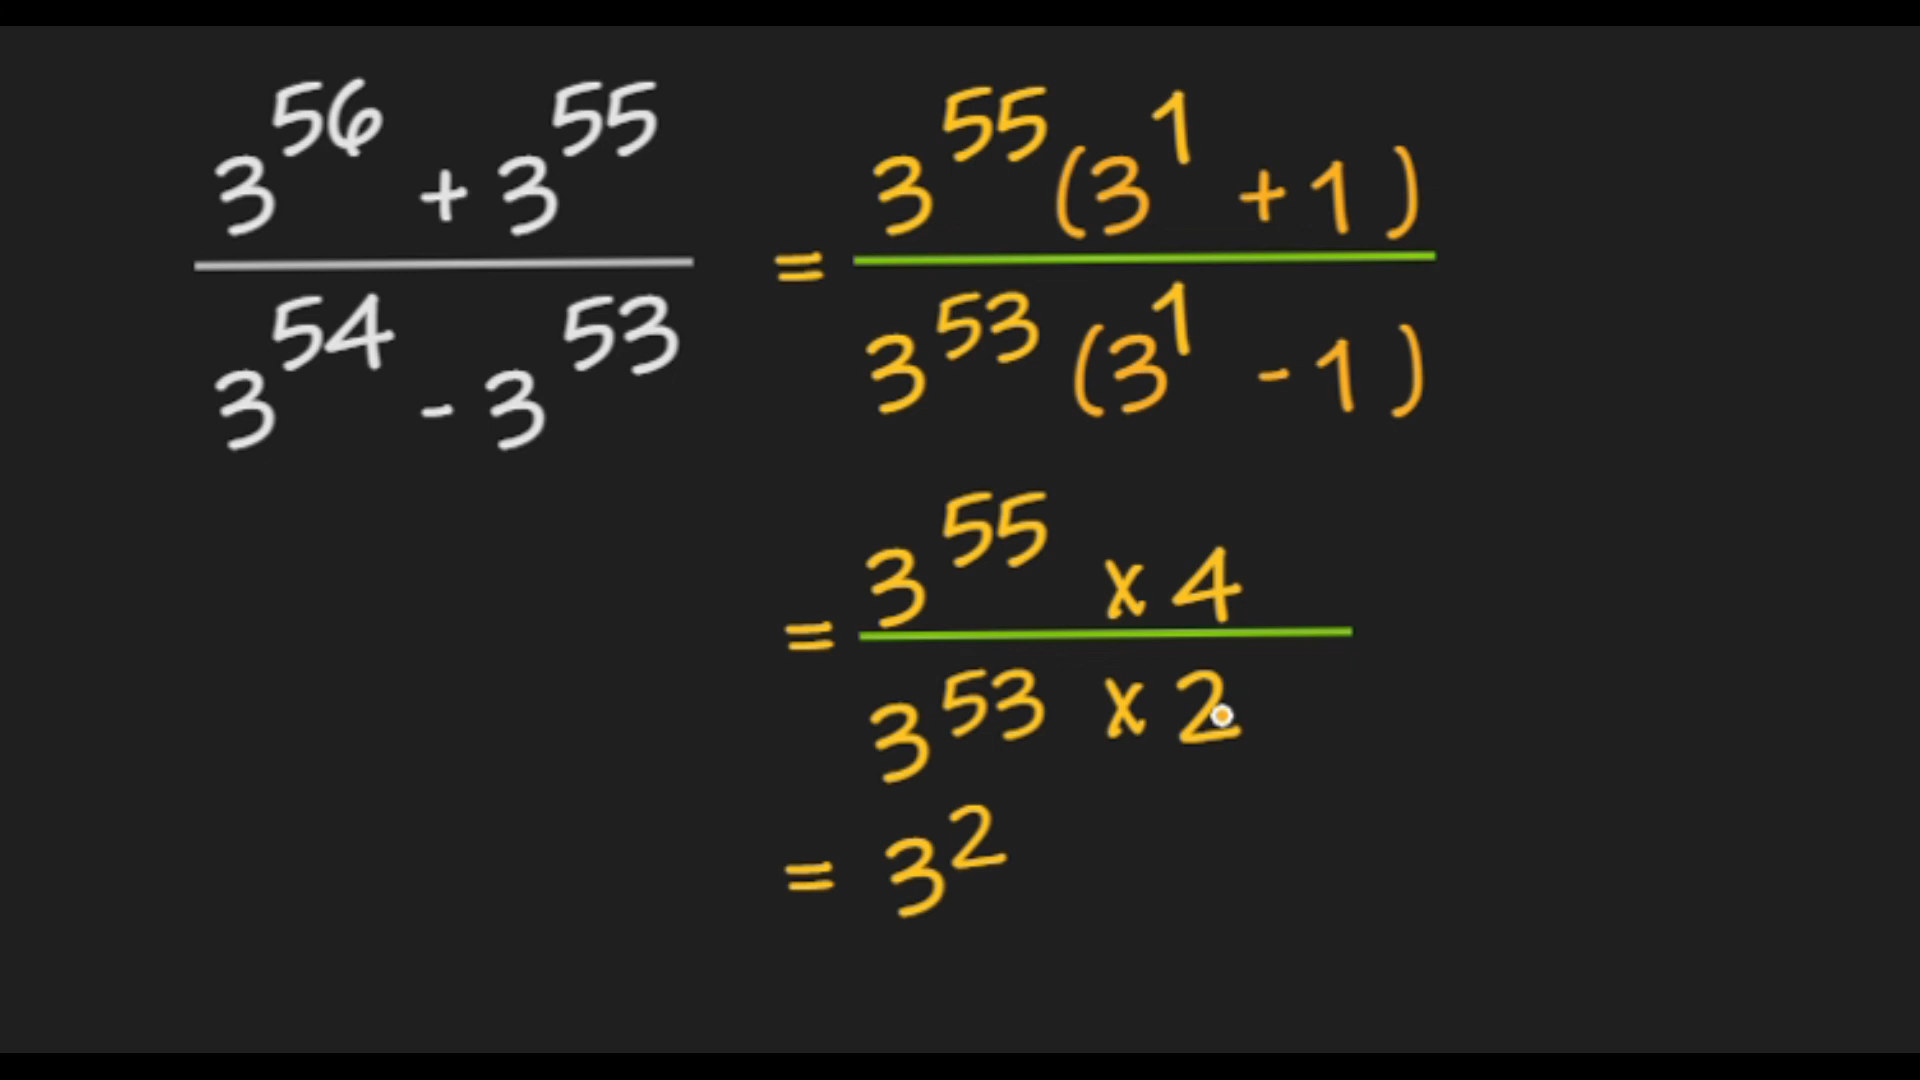 3^56 + 3^55 = 3^55 (3^1 + 1)
3^54 - 3^53   3^53 (3^1 - 1)
= 3^55 x 4
3^53 x 2
= 3^2